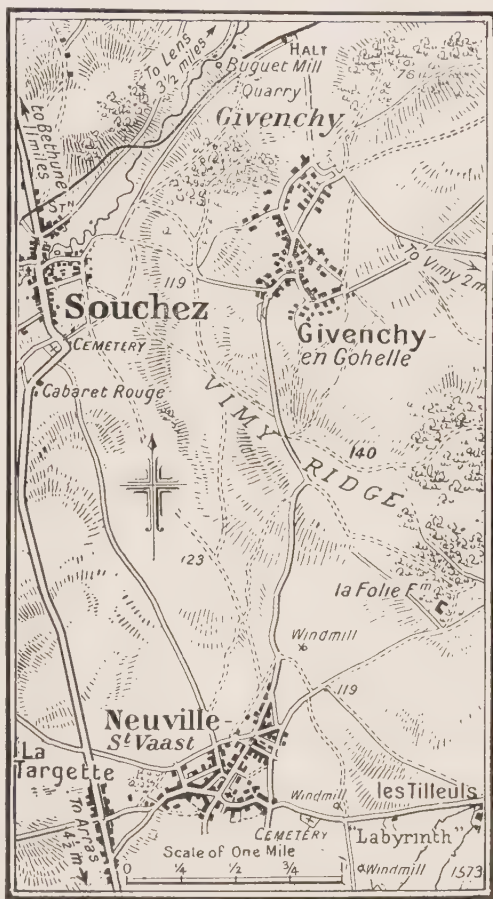 HALT
To Lens
3½ miles
Buquet Mill
76
Quarry
Givenchy
to Bethune
11 miles
STN
119
To Vimy 2 m
Souchez
Givenchy-
en Gohelle
CEMETERY
Cabaret Rouge
VIMY RIDGE
140
123
la Folie Fm
Windmill
119
Neuville-
St Vaast
La
Targette
les Tilleuls
Windmill
To Arras
4½ m
CEMETERY
"Labyrinth"
Scale of One Mile
0 ¼ ½ ¾ 1
Windmill
1573